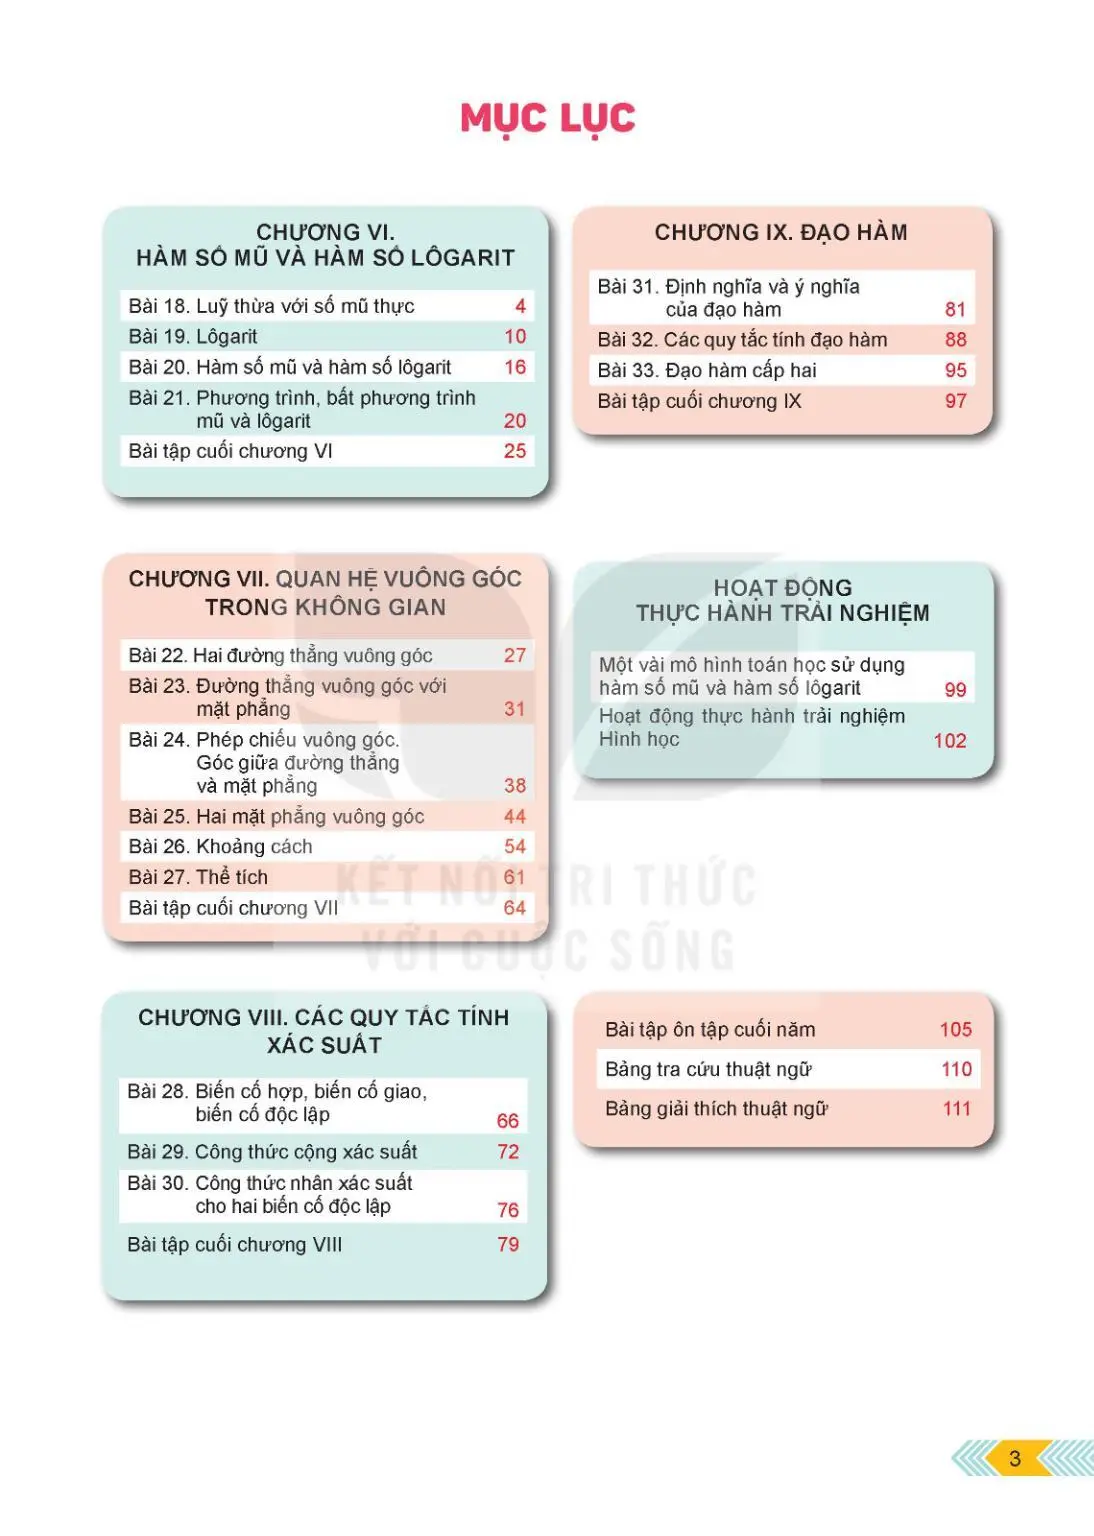 MỤC LỤC
CHƯƠNG VI.
HÀM SỐ MŨ VÀ HÀM SỐ LÔGARIT
Bài 18. Luỹ thừa với số mũ thực 4
Bài 19. Lôgarit 10
Bài 20. Hàm số mũ và hàm số lôgarit 16
Bài 21. Phương trình, bất phương trình
mũ và lôgarit 20
Bài tập cuối chương VI 25
CHƯƠNG VII. QUAN HỆ VUÔNG GÓC
TRONG KHÔNG GIAN
Bài 22. Hai đường thẳng vuông góc 27
Bài 23. Đường thẳng vuông góc với
mặt phẳng 31
Bài 24. Phép chiếu vuông góc.
Góc giữa đường thẳng
và mặt phẳng 38
Bài 25. Hai mặt phẳng vuông góc 44
Bài 26. Khoảng cách 54
Bài 27. Thể tích 61
Bài tập cuối chương VII 64
CHƯƠNG VIII. CÁC QUY TẮC TÍNH
XÁC SUẤT
Bài 28. Biến cố hợp, biến cố giao,
biến cố độc lập 66
Bài 29. Công thức cộng xác suất 72
Bài 30. Công thức nhân xác suất
cho hai biến cố độc lập 76
Bài tập cuối chương VIII 79
CHƯƠNG IX. ĐẠO HÀM
Bài 31. Định nghĩa và ý nghĩa
của đạo hàm 81
Bài 32. Các quy tắc tính đạo hàm 88
Bài 33. Đạo hàm cấp hai 95
Bài tập cuối chương IX 97
HOẠT ĐỘNG
THỰC HÀNH TRẢI NGHIỆM
Một vài mô hình toán học sử dụng
hàm số mũ và hàm số lôgarit 99
Hoạt động thực hành trải nghiệm
Hình học 102
Bài tập ôn tập cuối năm 105
Bảng tra cứu thuật ngữ 110
Bảng giải thích thuật ngữ 111
KẾT NỐI TRI THỨC
VỚI CUỘC SỐNG
3